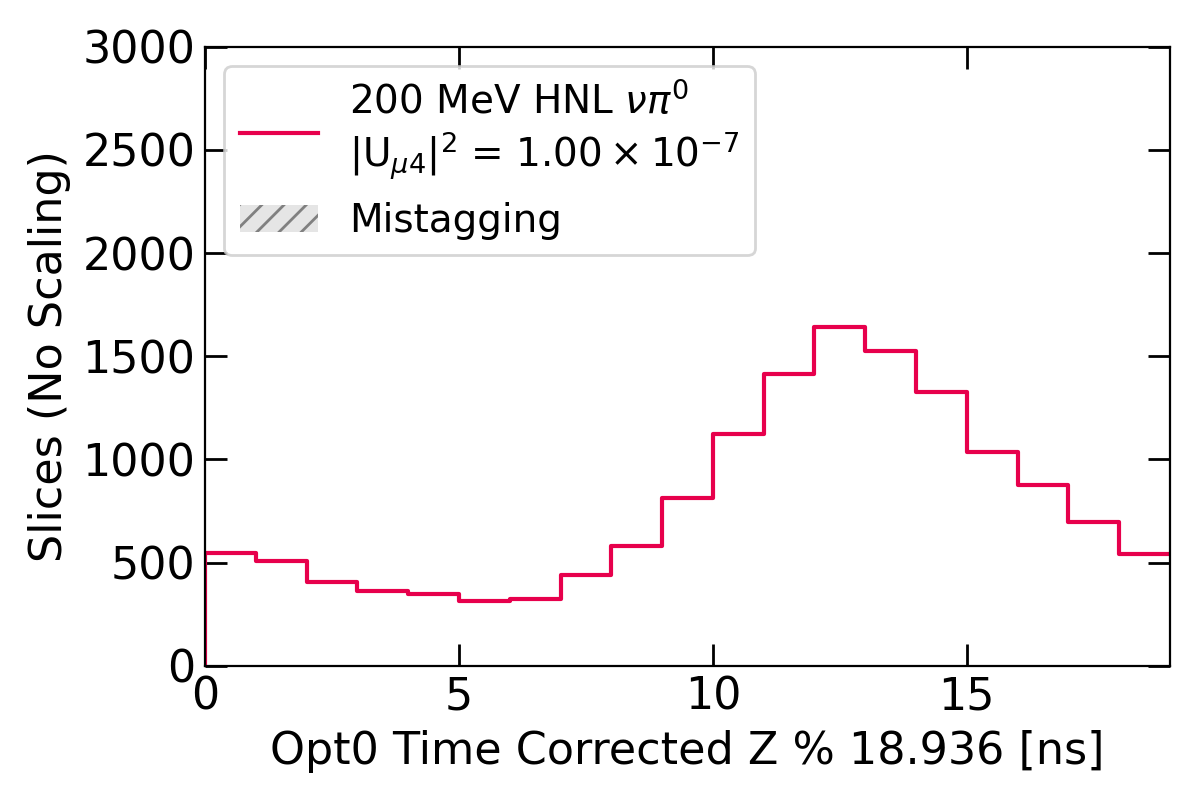 3000
2500
2000
1500
1000
500
0
Slices (No Scaling)
200 MeV HNL νπ⁰
|U_μ4|² = 1.00 × 10⁻⁷
Mistagging
0 5 10 15
Opt0 Time Corrected Z % 18.936 [ns]